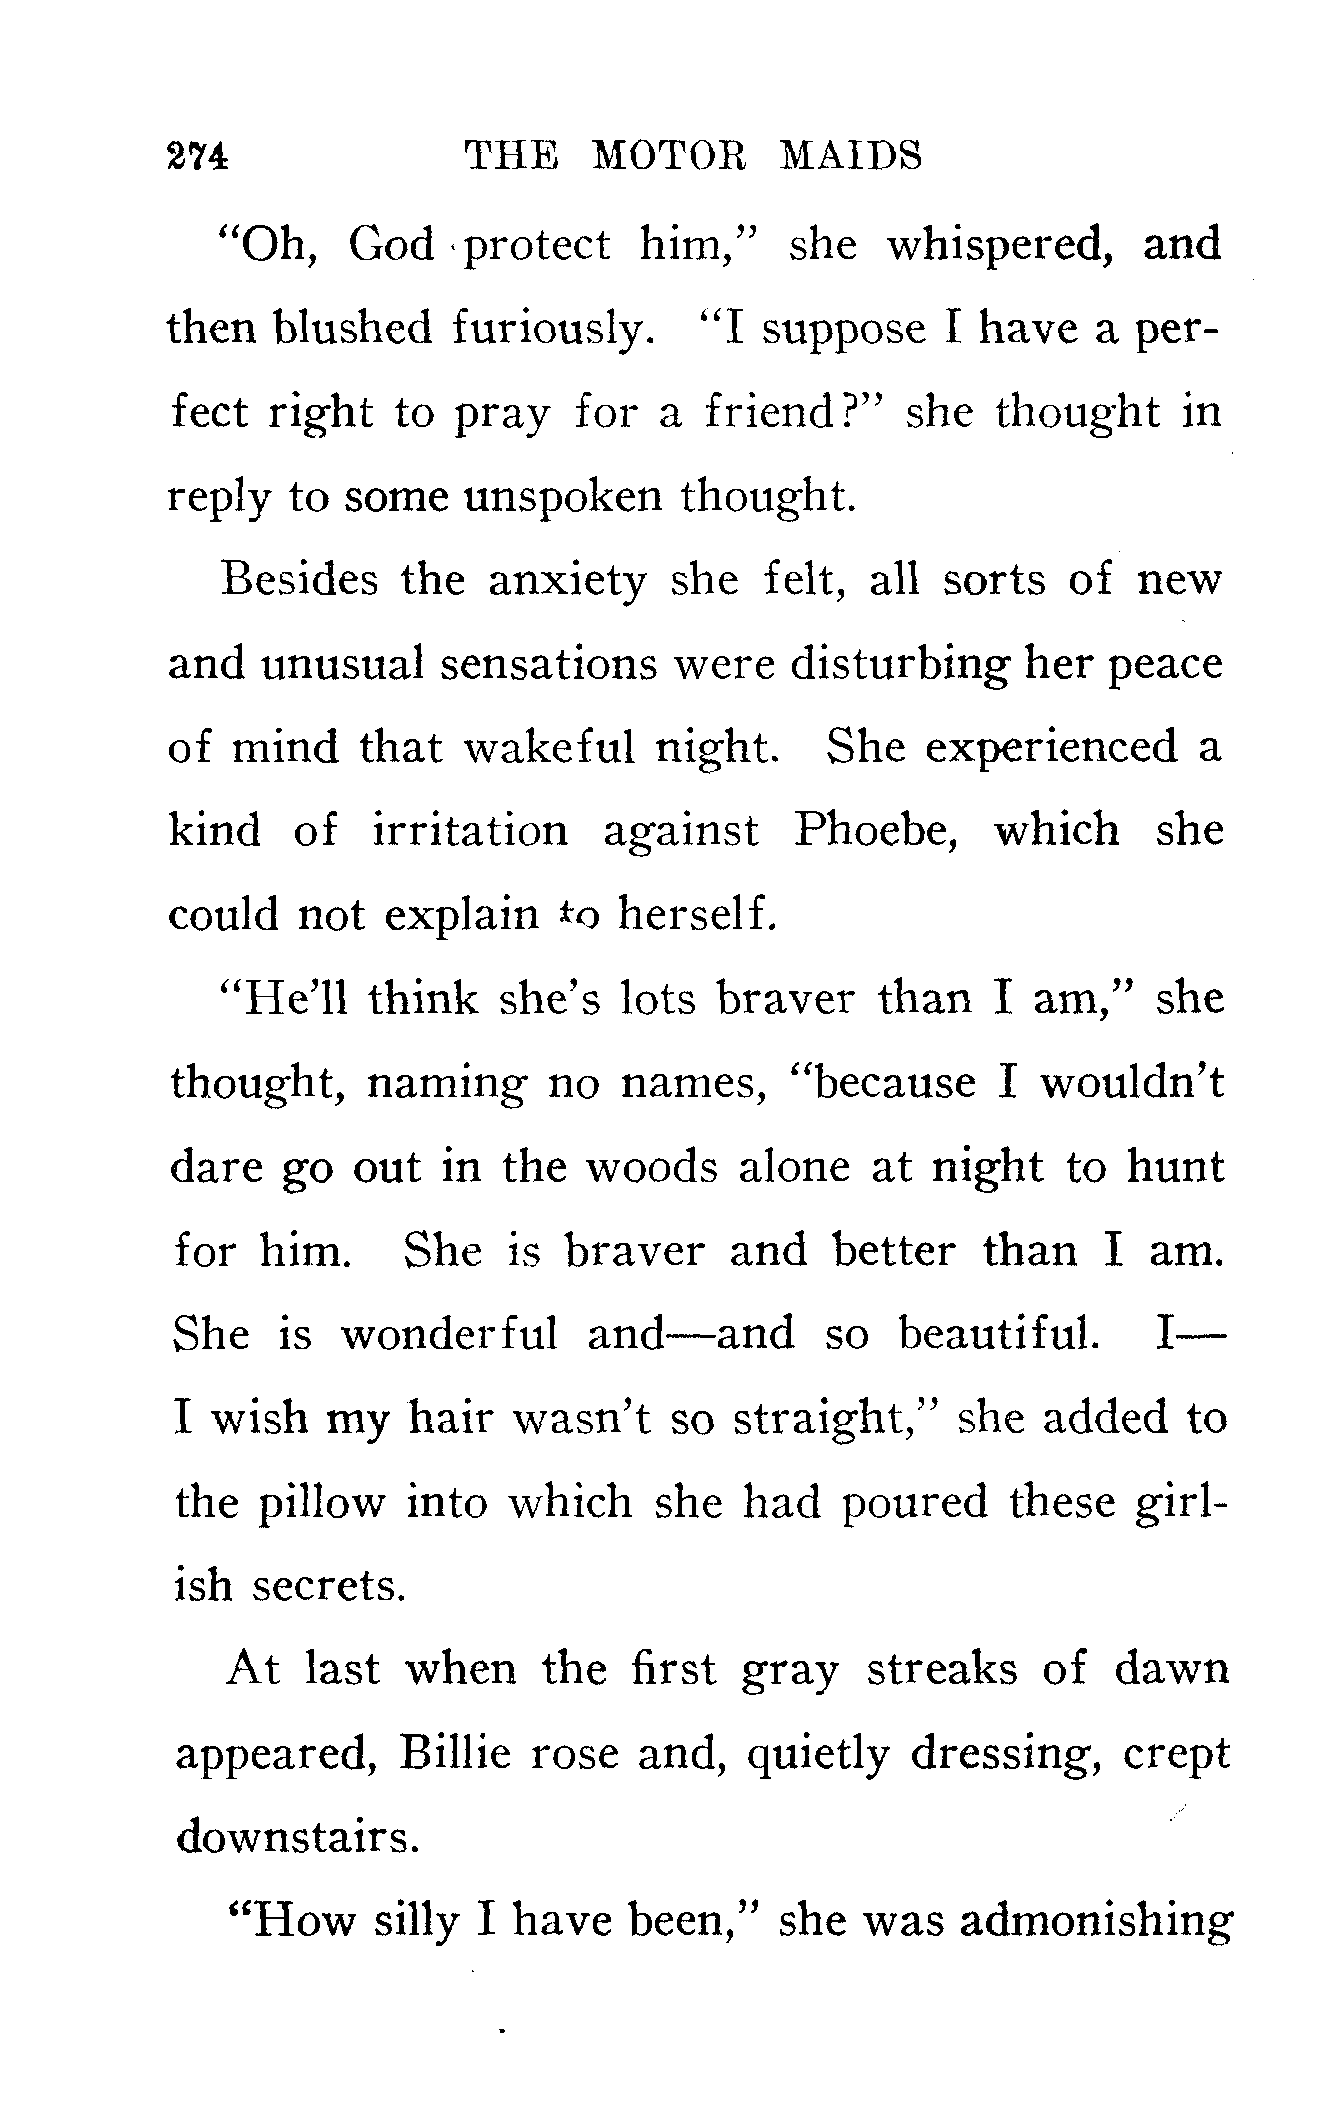 274 THE MOTOR MAIDS
“Oh, God protect him,” she whispered, and
then blushed furiously. “I suppose I have a per-
fect right to pray for a friend?” she thought in
reply to some unspoken thought.
Besides the anxiety she felt, all sorts of new
and unusual sensations were disturbing her peace
of mind that wakeful night. She experienced a
kind of irritation against Phoebe, which she
could not explain to herself.
“He’ll think she’s lots braver than I am,” she
thought, naming no names, “because I wouldn’t
dare go out in the woods alone at night to hunt
for him. She is braver and better than I am.
She is wonderful and—and so beautiful. I—
I wish my hair wasn’t so straight,” she added to
the pillow into which she had poured these girl-
ish secrets.
At last when the first gray streaks of dawn
appeared, Billie rose and, quietly dressing, crept
downstairs.
“How silly I have been,” she was admonishing